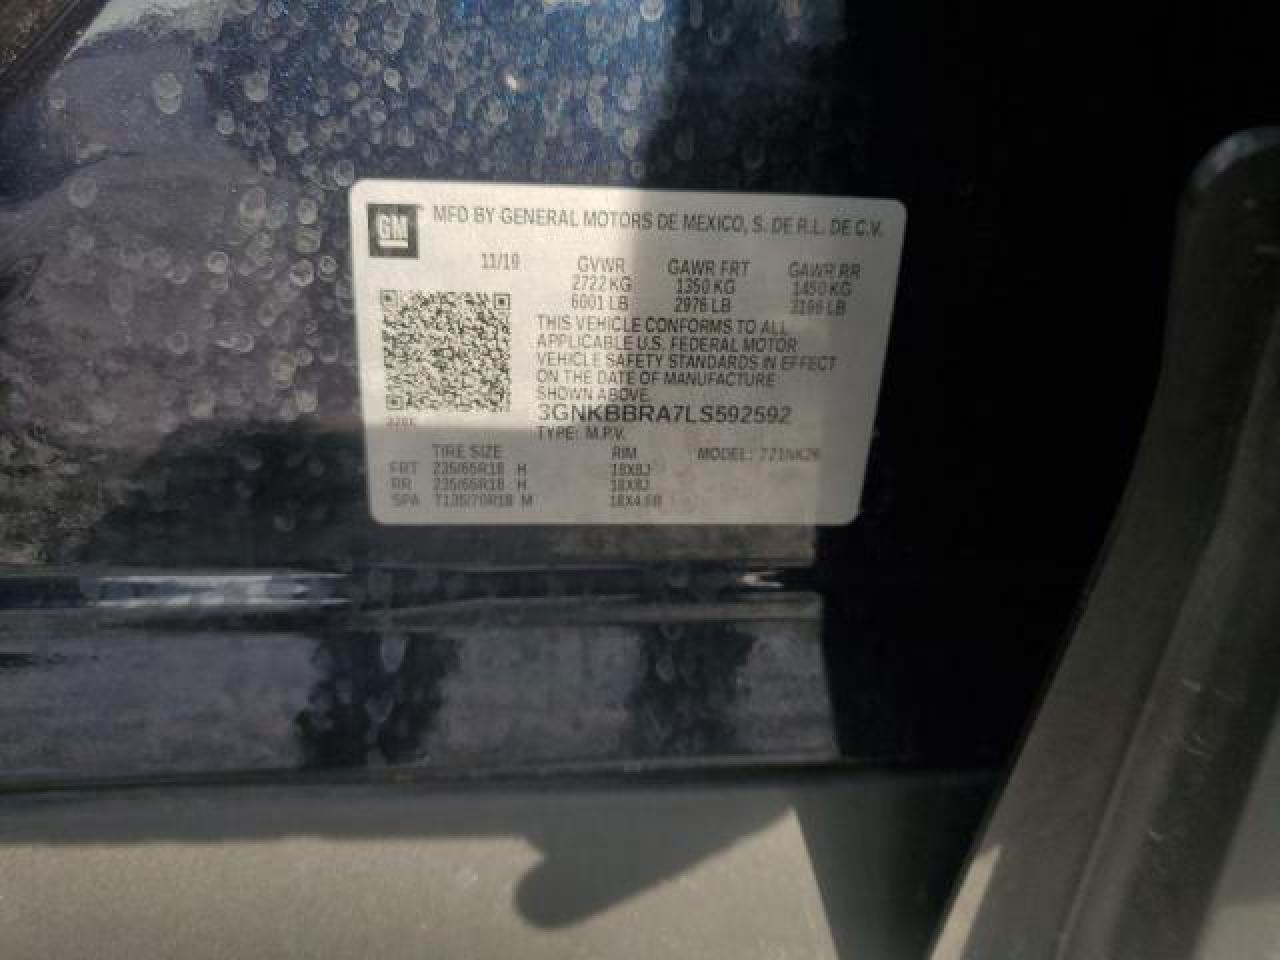 GM MFD BY GENERAL MOTORS DE MEXICO, S. DE R.L. DE C.V.
11/19 GVWR GAWR FRT GAWR RR
2722 KG 1350 KG 1450 KG
6001 LB 2976 LB 3196 LB
THIS VEHICLE CONFORMS TO ALL
APPLICABLE U.S. FEDERAL MOTOR
VEHICLE SAFETY STANDARDS IN EFFECT
ON THE DATE OF MANUFACTURE
SHOWN ABOVE.
3GNKBBRA7LS592592
TYPE: M.P.V.
TIRE SIZE RIM MODEL:
FRT 235/65R18 H 18X8J
RR 235/65R18 H 18X8J
SPA T135/70R18 M